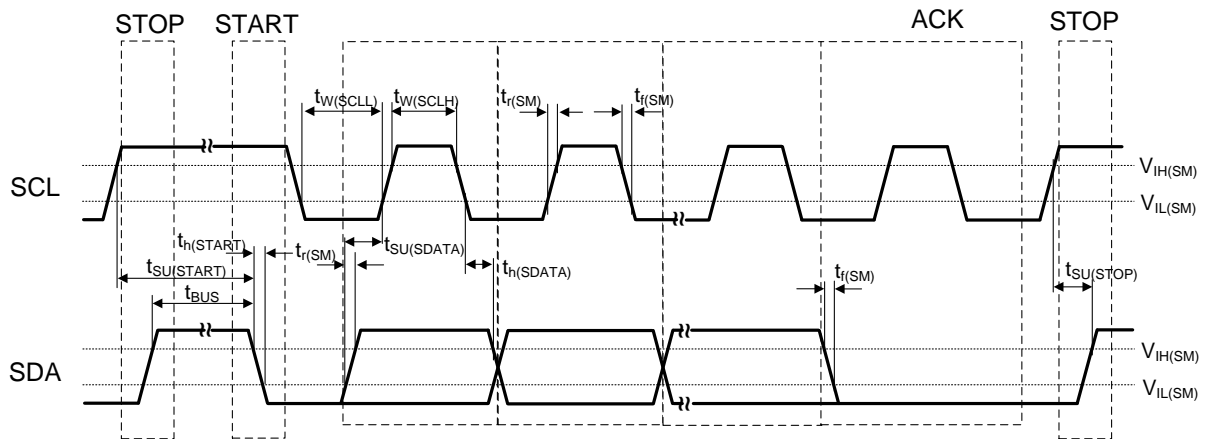 STOP START ACK STOP
tW(SCLL) tW(SCLH) tr(SM) tf(SM)
SCL
VIH(SM)
VIL(SM)
th(START) tr(SM) tSU(SDATA) th(SDATA) tf(SM) tSU(STOP)
tSU(START)
tBUS
SDA
VIH(SM)
VIL(SM)